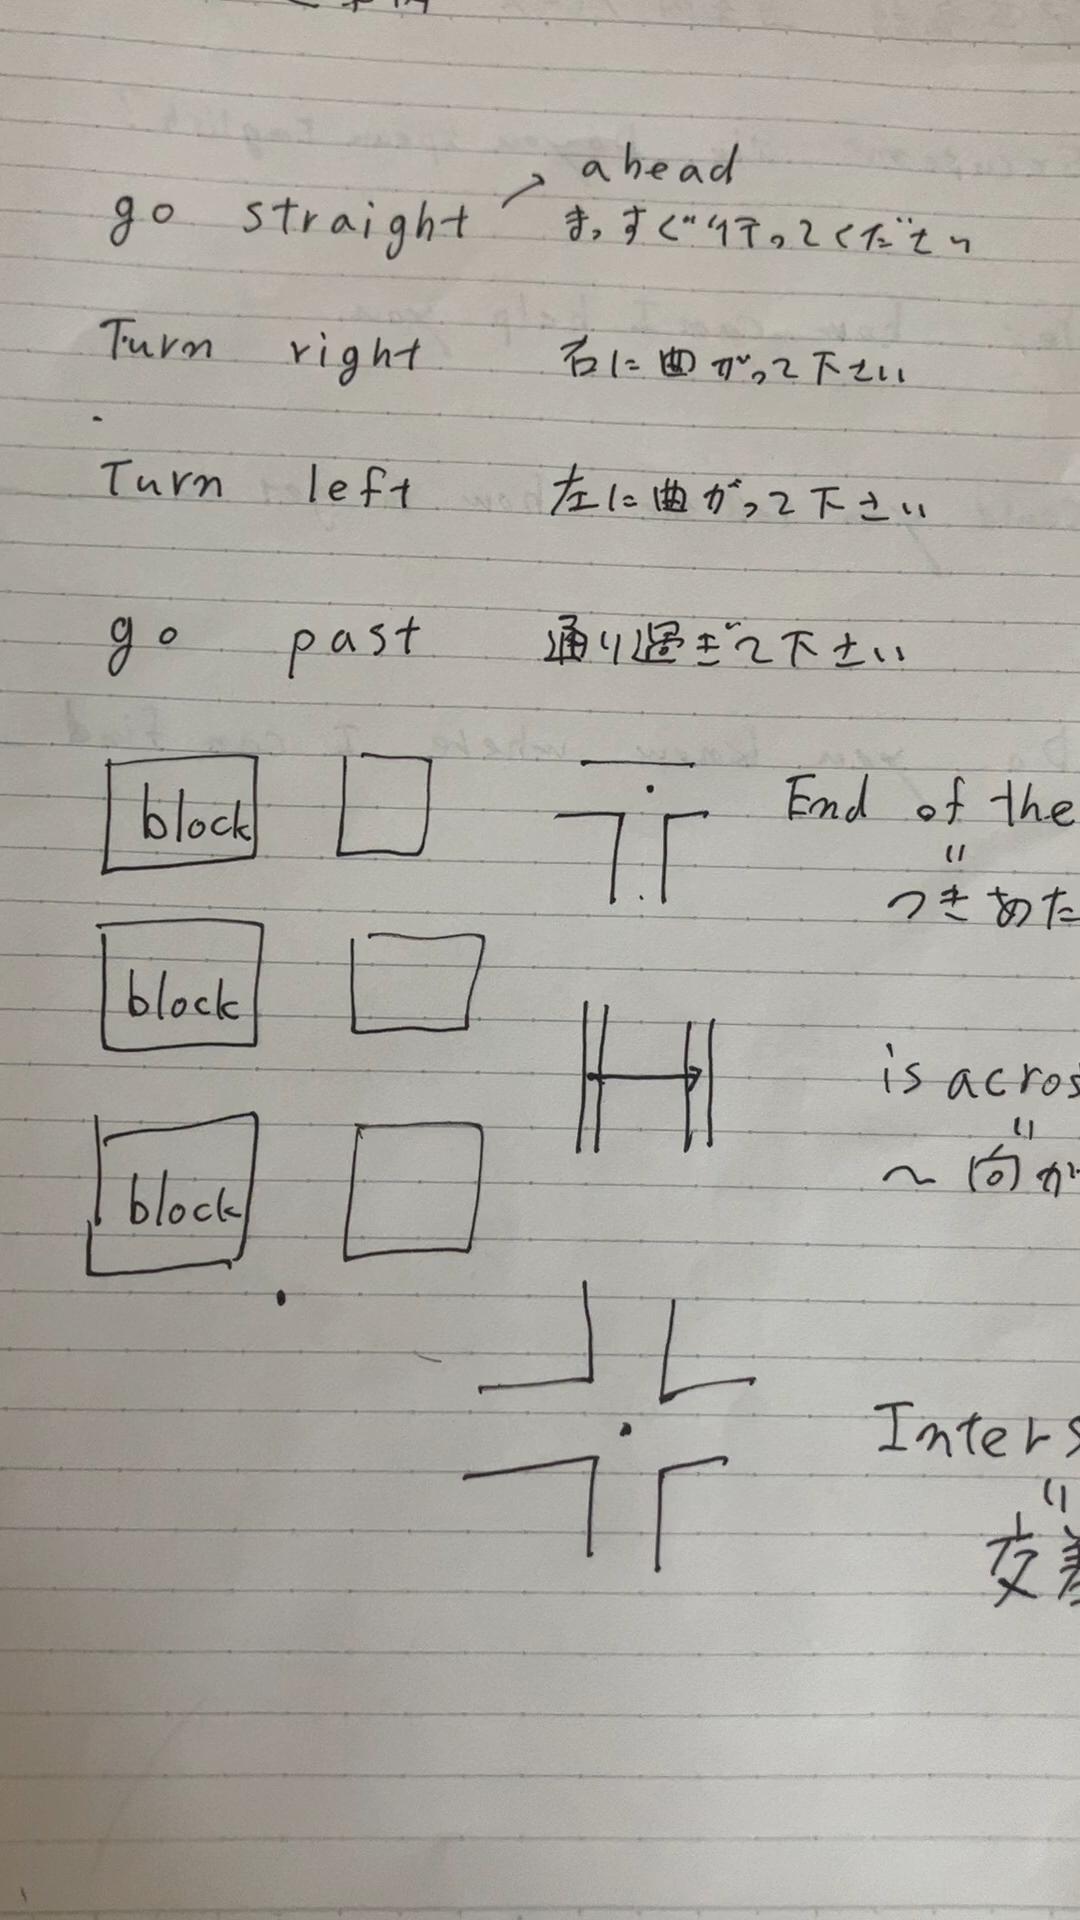 ahead
go straight → まっすぐ行ってください
Turn right 右に曲がって下さい
Turn left 左に曲がって下さい
go past 通り過ぎて下さい
block
End of the
"
つきあた
block
is acros
"
〜向が
block
Inters
"
交差